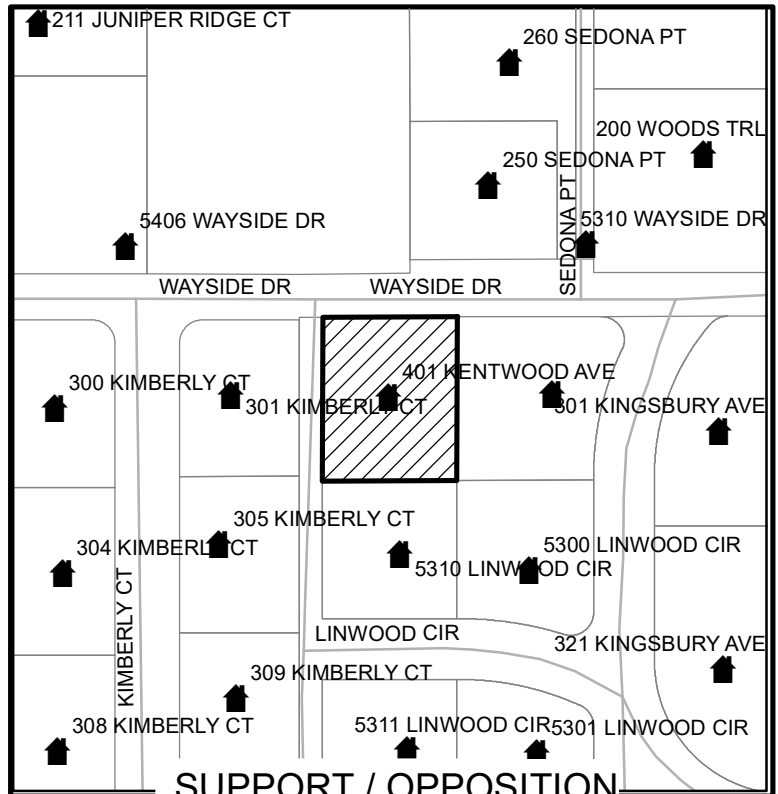 211 JUNIPER RIDGE CT
260 SEDONA PT
200 WOODS TRL
250 SEDONA PT
SEDONA PT
5406 WAYSIDE DR
5310 WAYSIDE DR
WAYSIDE DR
WAYSIDE DR
300 KIMBERLY CT
301 KIMBERLY CT
401 KENTWOOD AVE
301 KINGSBURY AVE
304 KIMBERLY CT
305 KIMBERLY CT
5310 LINWOOD CIR
5300 LINWOOD CIR
KIMBERLY CT
LINWOOD CIR
321 KINGSBURY AVE
309 KIMBERLY CT
308 KIMBERLY CT
5311 LINWOOD CIR
5301 LINWOOD CIR
SUPPORT / OPPOSITION